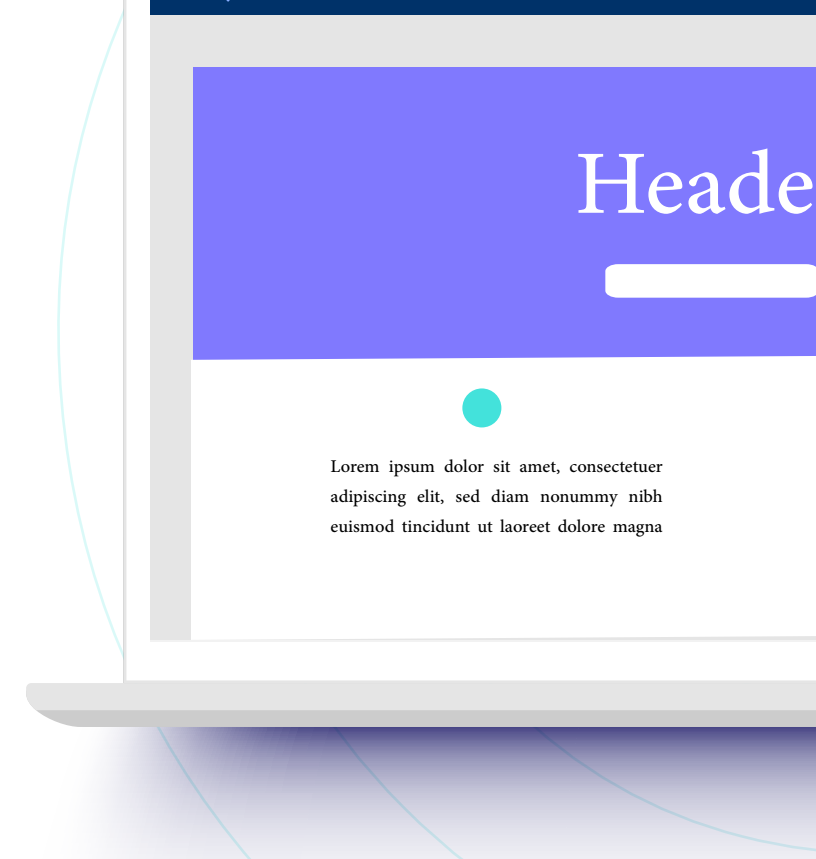 Heade
Lorem ipsum dolor sit amet, consectetuer
adipiscing elit, sed diam nonummy nibh
euismod tincidunt ut laoreet dolore magna